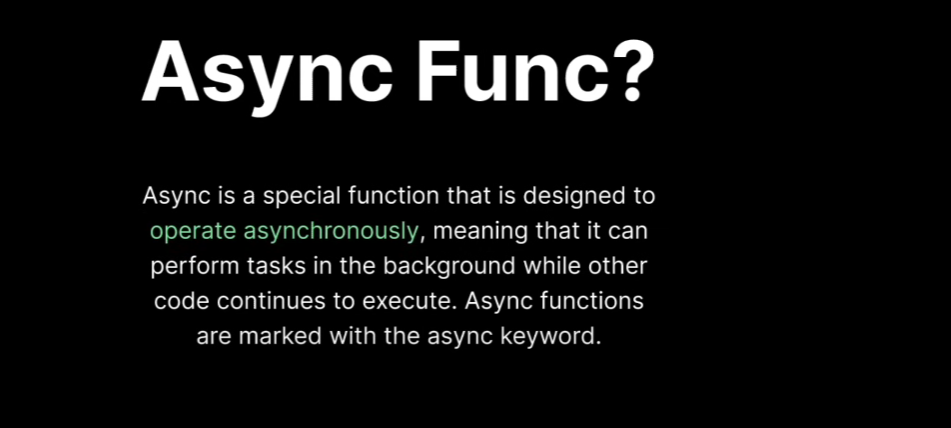 Async Func?
Async is a special function that is designed to
operate asynchronously, meaning that it can
perform tasks in the background while other
code continues to execute. Async functions
are marked with the async keyword.